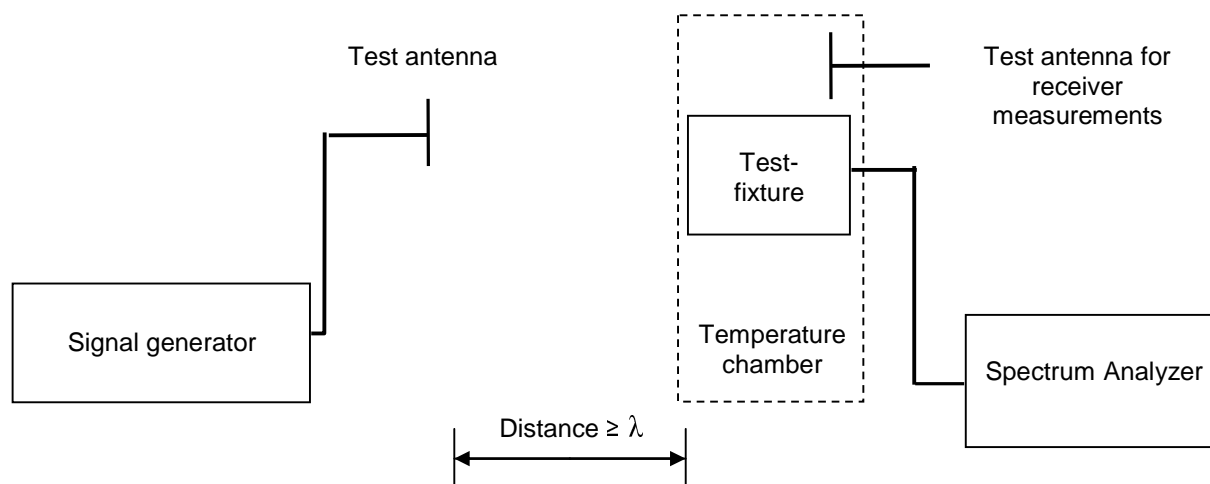 Test antenna
Test antenna for
receiver
measurements
Test-
fixture
Signal generator
Temperature
chamber
Spectrum Analyzer
Distance ≥ λ